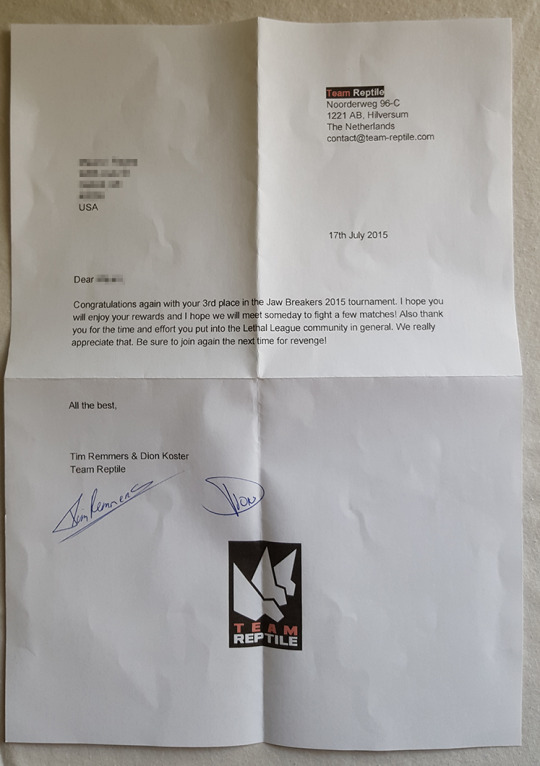 Team Reptile
Noorderweg 96-C
1221 AB, Hilversum
The Netherlands
contact@team-reptile.com
USA
17th July 2015
Dear
Congratulations again with your 3rd place in the Jaw Breakers 2015 tournament. I hope you
will enjoy your rewards and I hope we will meet someday to fight a few matches! Also thank
you for the time and effort you put into the Lethal League community in general. We really
appreciate that. Be sure to join again the next time for revenge!
All the best,
Tim Remmers & Dion Koster
Team Reptile
Tim Remmers
Dion
TEAM
REPTILE